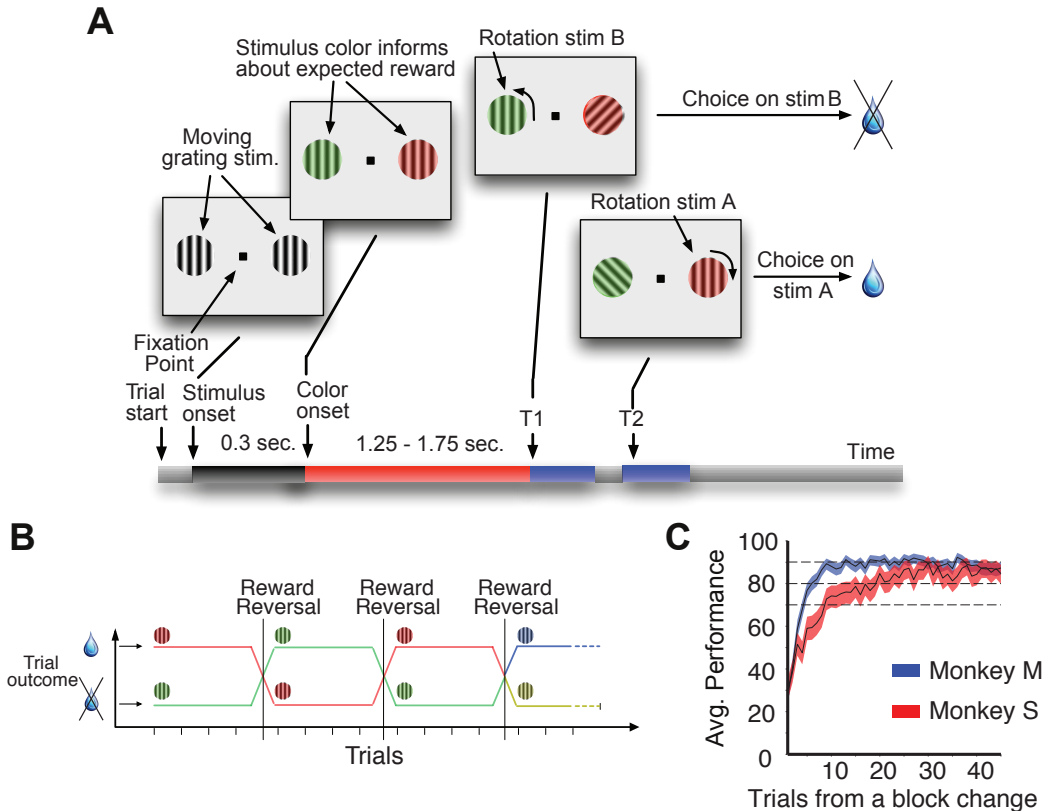 A
Stimulus color informs
about expected reward
Rotation stim B
Choice on stim B
Moving
grating stim.
Rotation stim A
Choice on
stim A
Fixation
Point
Trial
start
Stimulus
onset
Color
onset
T1
T2
0.3 sec.
1.25 - 1.75 sec.
Time
B
Reward
Reversal
Reward
Reversal
Reward
Reversal
Trial
outcome
Trials
C
Avg. Performance
100
80
60
40
20
0
Monkey M
Monkey S
10 20 30 40
Trials from a block change